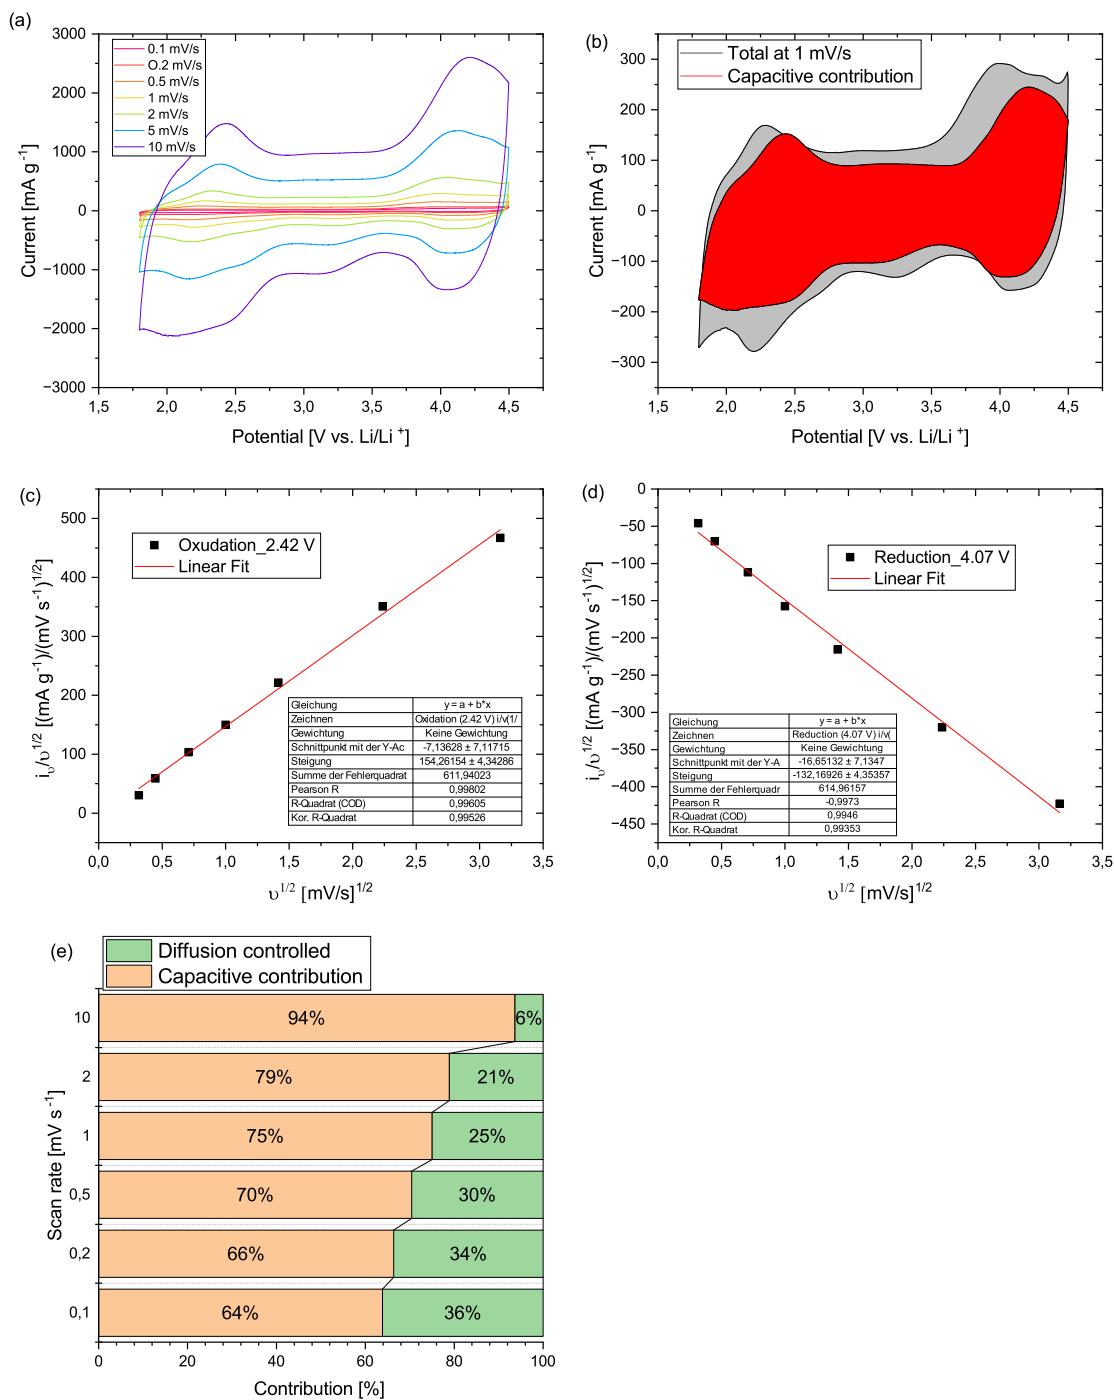 (a)
3000
2000
1000
0
−1000
−2000
−3000
Current [mA g⁻¹]
0.1 mV/s
O.2 mV/s
0.5 mV/s
1 mV/s
2 mV/s
5 mV/s
10 mV/s
1,5 2,0 2,5 3,0 3,5 4,0 4,5
Potential [V vs. Li/Li ⁺]
(b)
300
200
100
0
−100
−200
−300
Current [mA g⁻¹]
Total at 1 mV/s
Capacitive contribution
1,5 2,0 2,5 3,0 3,5 4,0 4,5
Potential [V vs. Li/Li ⁺]
(c)
500
400
300
200
100
0
i_υ/υ^1/2 [(mA g⁻¹)/(mV s⁻¹)^1/2]
Oxudation_2.42 V
Linear Fit
Gleichung y = a + b*x
Zeichnen Oxidation (2.42 V) i/v(1/
Gewichtung Keine Gewichtung
Schnittpunkt mit der Y-Ac -7,13628 ± 7,11715
Steigung 154,26154 ± 4,34286
Summe der Fehlerquadrat 611,94023
Pearson R 0,99802
R-Quadrat (COD) 0,99605
Kor. R-Quadrat 0,99526
0,0 0,5 1,0 1,5 2,0 2,5 3,0 3,5
υ^1/2 [mV/s]^1/2
(d)
0
−50
−100
−150
−200
−250
−300
−350
−400
−450
i_υ/υ^1/2 [(mA g⁻¹)/(mV s⁻¹)^1/2]
Reduction_4.07 V
Linear Fit
Gleichung y = a + b*x
Zeichnen Reduction (4.07 V) i/v(
Gewichtung Keine Gewichtung
Schnittpunkt mit der Y-A -16,65132 ± 7,1347
Steigung -132,16926 ± 4,35357
Summe der Fehlerquadr 614,96157
Pearson R -0,9973
R-Quadrat (COD) 0,9946
Kor. R-Quadrat 0,99353
0,0 0,5 1,0 1,5 2,0 2,5 3,0 3,5
υ^1/2 [mV/s]^1/2
(e)
Diffusion controlled
Capacitive contribution
Scan rate [mV s⁻¹]
10 94% 6%
2 79% 21%
1 75% 25%
0,5 70% 30%
0,2 66% 34%
0,1 64% 36%
0 20 40 60 80 100
Contribution [%]